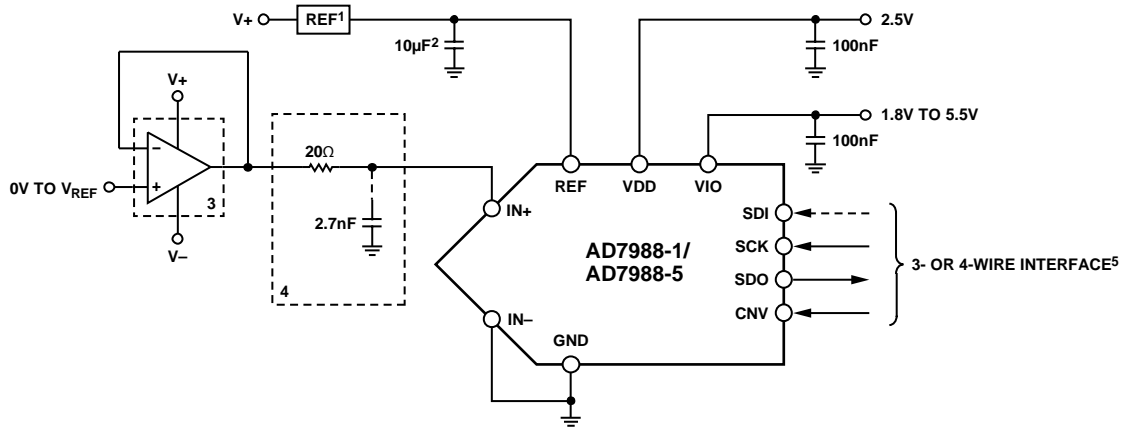 V+
REF1
10µF2
2.5V
100nF
V+
1.8V TO 5.5V
100nF
20Ω
REF
VDD
VIO
0V TO VREF
–
+
3
IN+
SDI
2.7nF
V–
AD7988-1/
AD7988-5
SCK
3- OR 4-WIRE INTERFACE5
SDO
4
IN–
CNV
GND